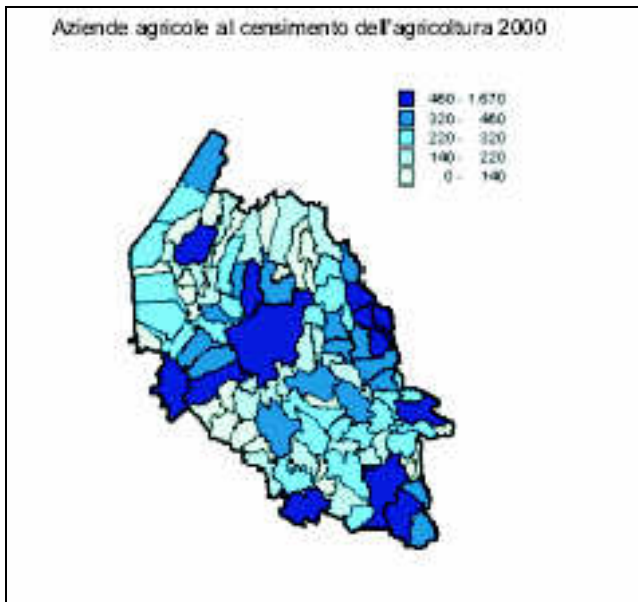 Aziende agricole al censimento dell'agricoltura 2000
460 - 1.670
320 - 460
220 - 320
140 - 220
0 - 140